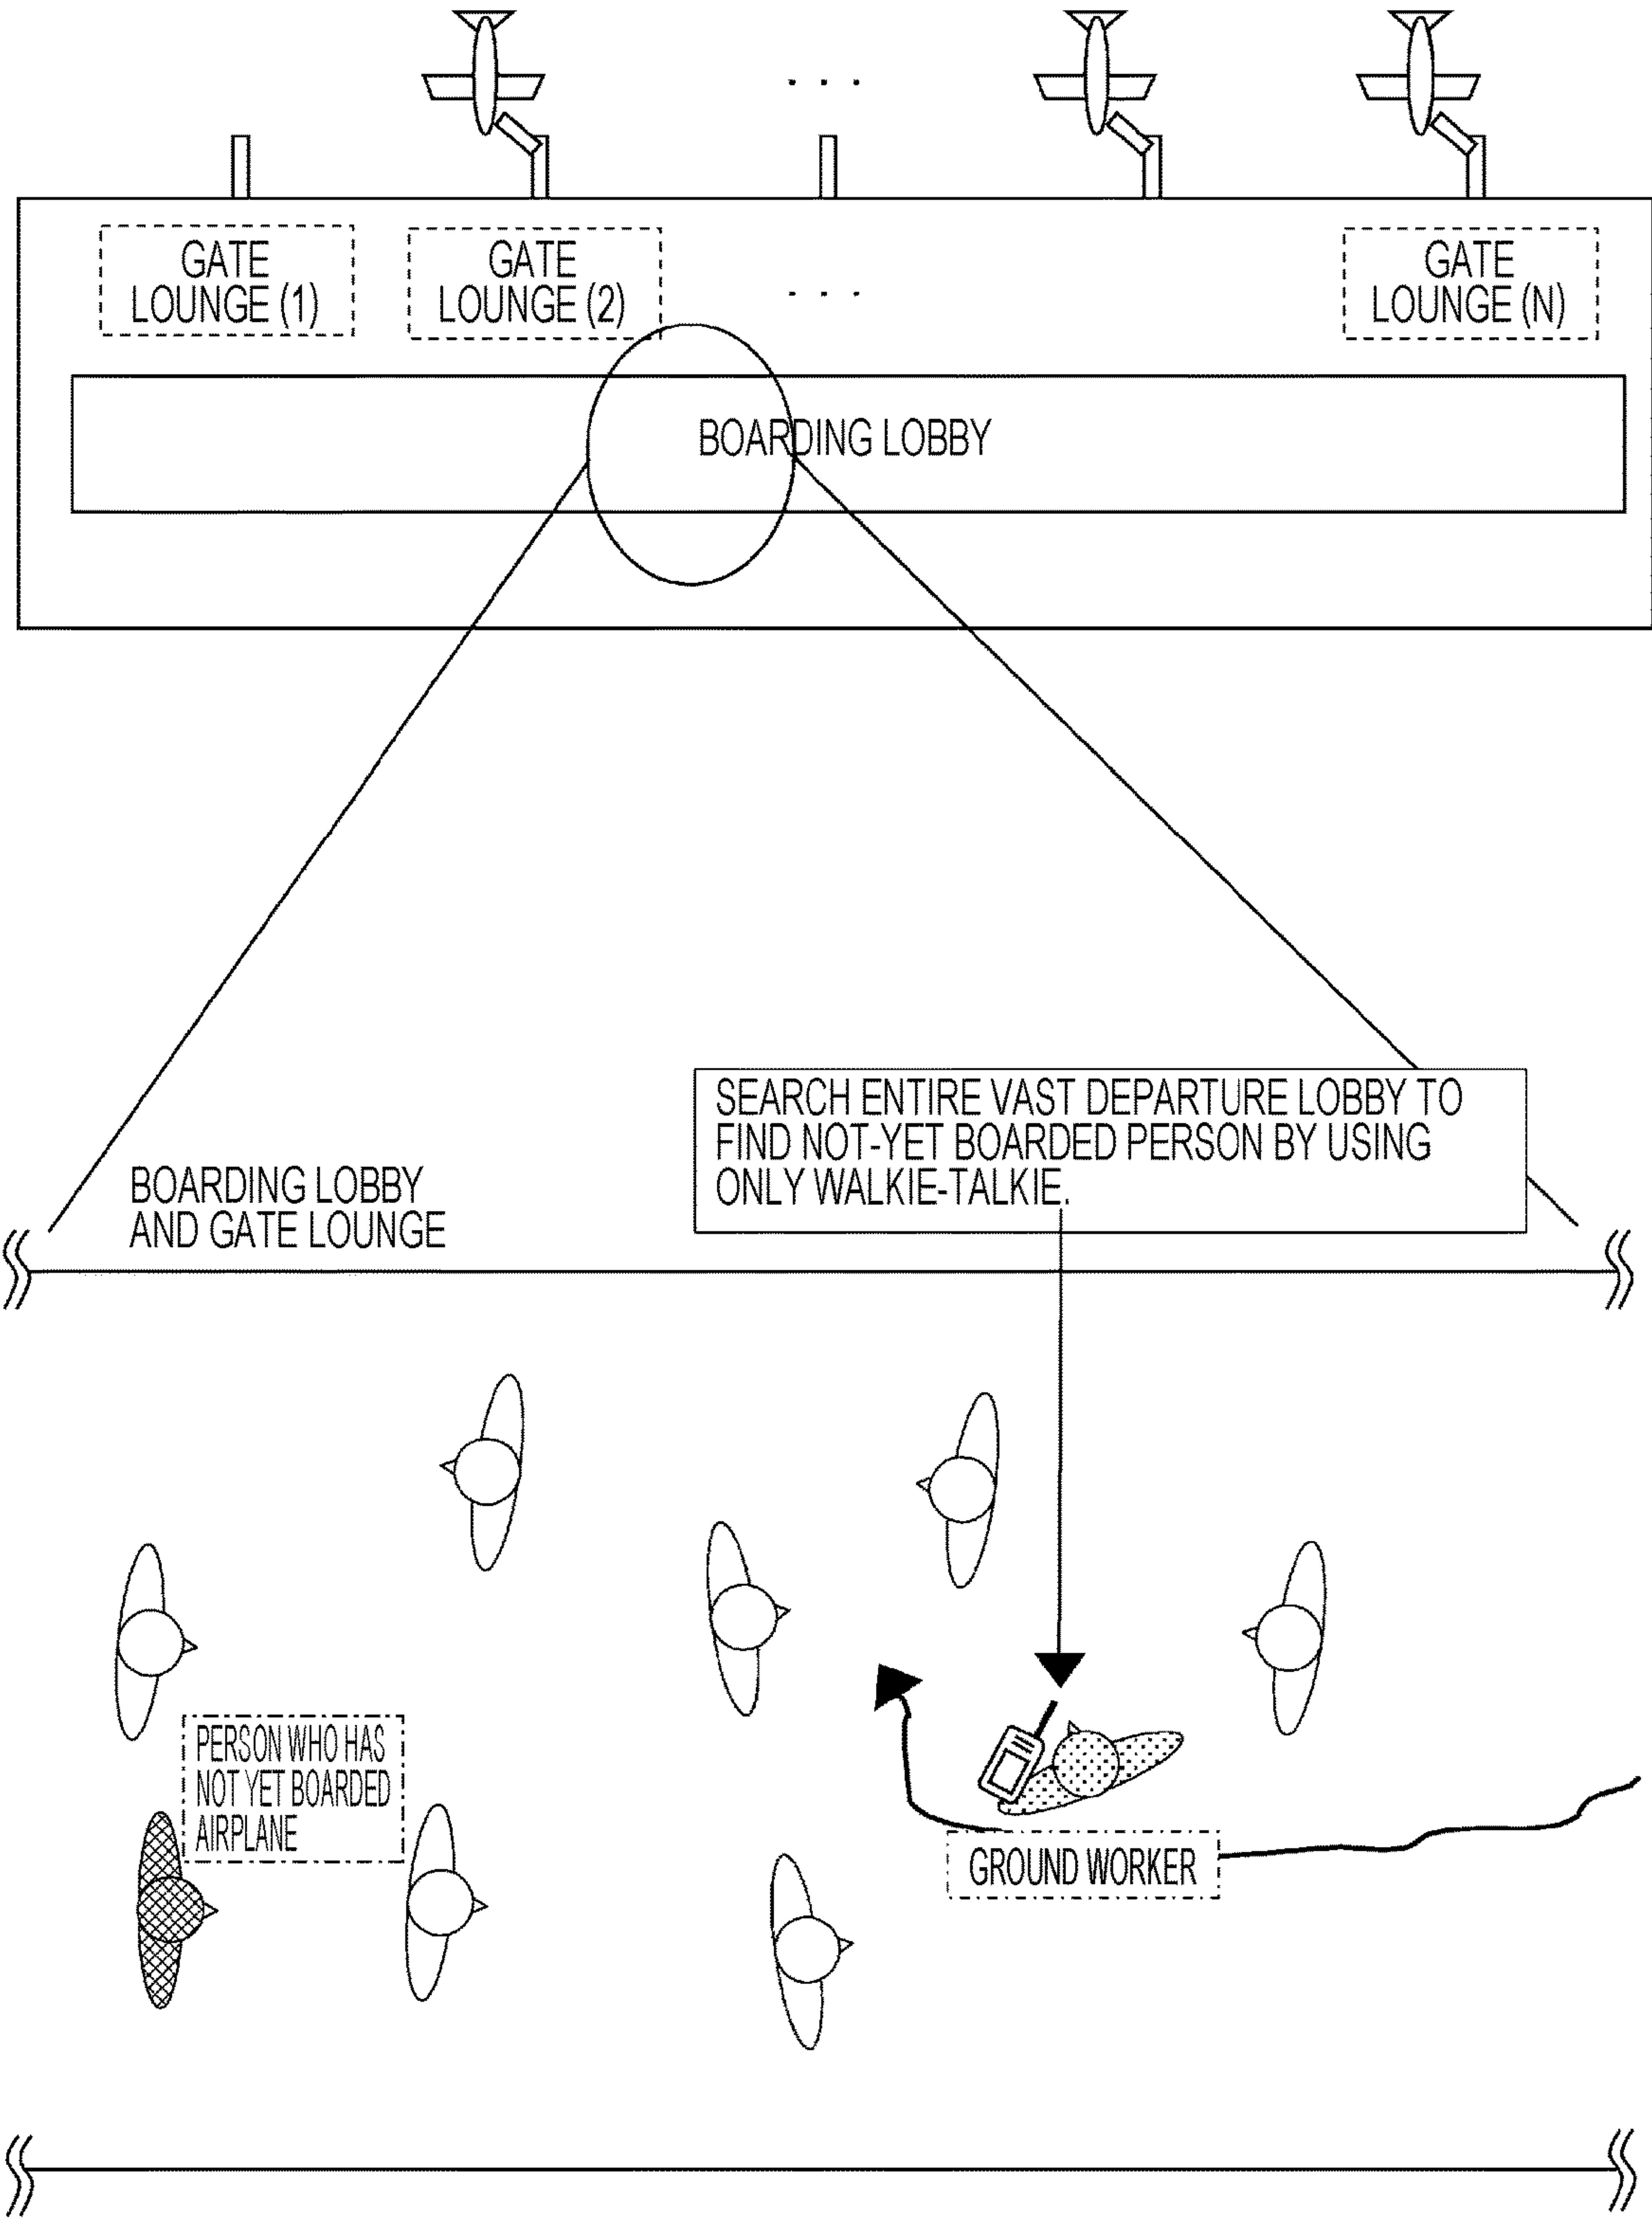 . . .
GATE
LOUNGE (1)
GATE
LOUNGE (2)
. . .
GATE
LOUNGE (N)
BOARDING LOBBY
SEARCH ENTIRE VAST DEPARTURE LOBBY TO
FIND NOT-YET BOARDED PERSON BY USING
ONLY WALKIE-TALKIE.
BOARDING LOBBY
AND GATE LOUNGE
PERSON WHO HAS
NOT YET BOARDED
AIRPLANE
GROUND WORKER